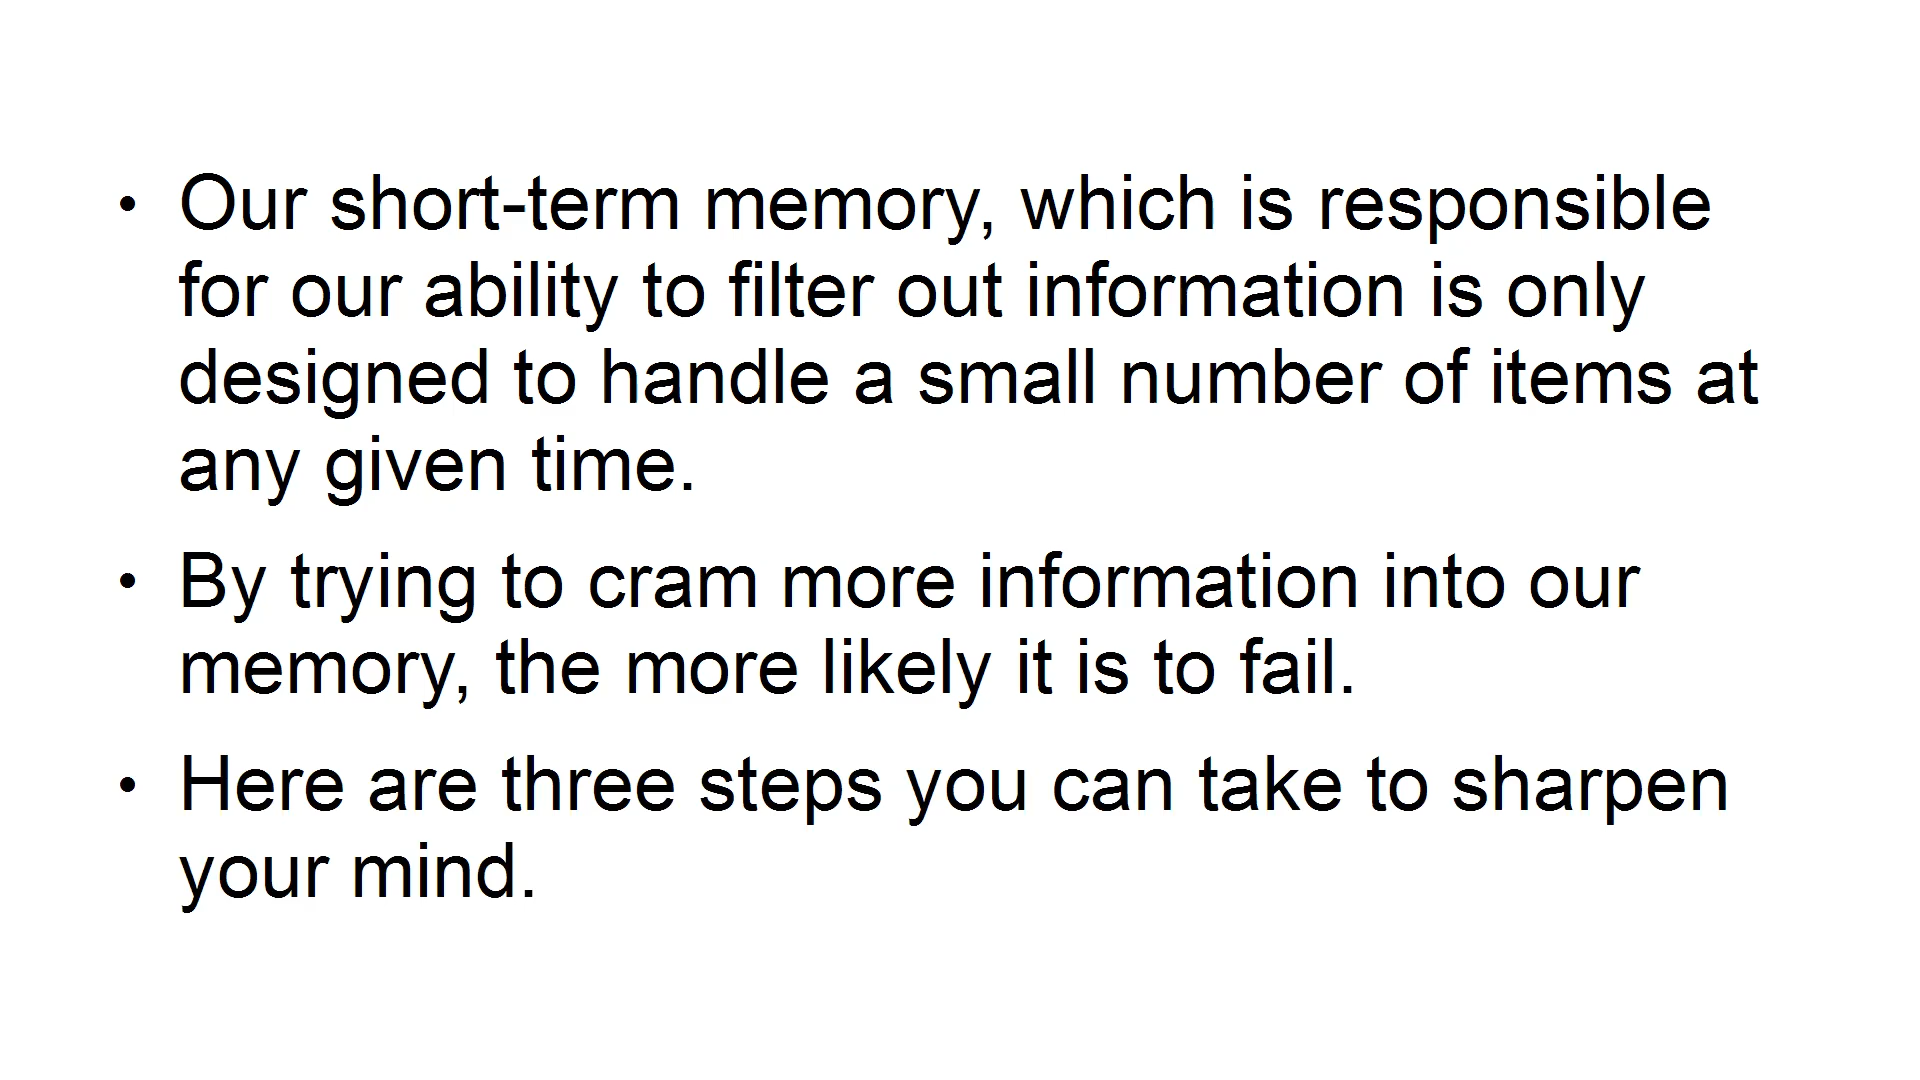 • Our short-term memory, which is responsible
for our ability to filter out information is only
designed to handle a small number of items at
any given time.
• By trying to cram more information into our
memory, the more likely it is to fail.
• Here are three steps you can take to sharpen
your mind.